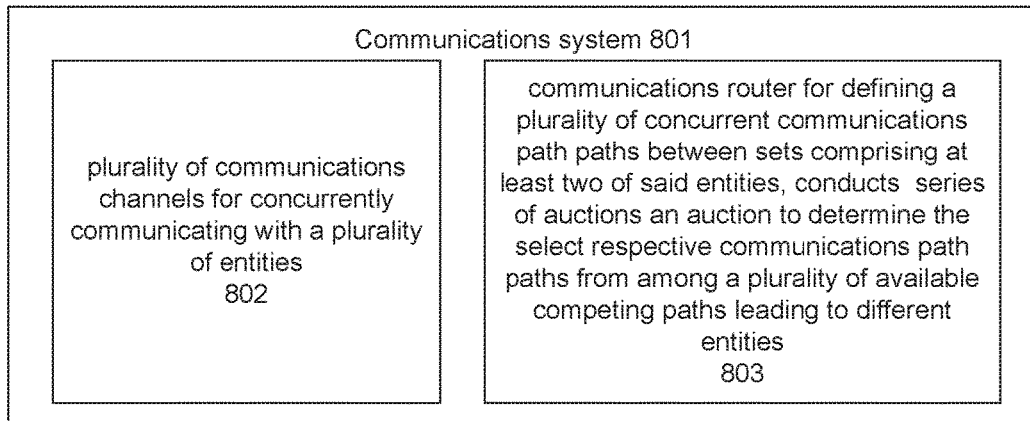 Communications system 801
plurality of communications
channels for concurrently
communicating with a plurality
of entities
802
communications router for defining a
plurality of concurrent communications
path paths between sets comprising at
least two of said entities, conducts series
of auctions an auction to determine the
select respective communications path
paths from among a plurality of available
competing paths leading to different
entities
803